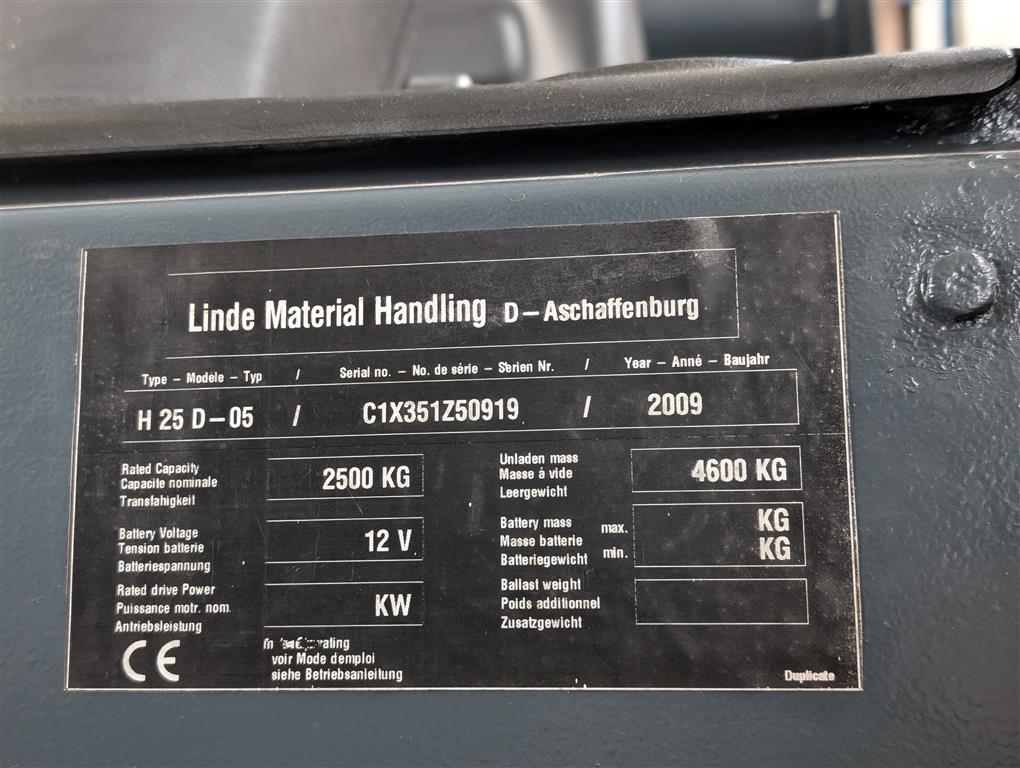 Linde Material Handling D-Aschaffenburg
Type - Modèle - Typ / Serial no. - No. de série - Serien Nr. / Year - Anné - Baujahr
H 25 D-05 / C1X351Z50919 / 2009
Rated Capacity
Capacite nominale
Transfahigkeit
2500 KG
Unladen mass
Masse á vide
Leergewicht
4600 KG
Battery Voltage
Tension batterie
Batteriespannung
12 V
Battery mass
Masse batterie
Batteriegewicht
max. KG
min. KG
Rated drive Power
Puissance motr. nom.
Antriebsleistung
KW
Ballast weight
Poids additionnel
Zusatzgewicht
CE
voir Mode demploi
siehe Betriebsanleitung
Duplicate